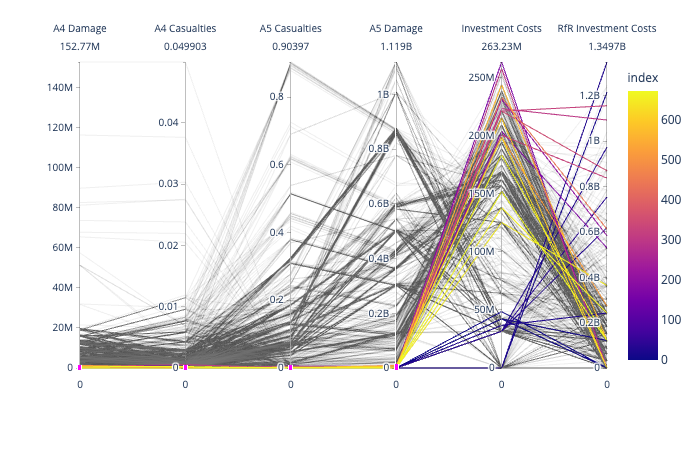 A4 Damage A4 Casualties A5 Casualties A5 Damage Investment Costs RfR Investment Costs
152.77M 0.049903 0.90397 1.119B 263.23M 1.3497B
index
140M
120M
100M
80M
60M
40M
20M
0
0.04
0.03
0.02
0.01
0
0.8
0.6
0.4
0.2
0
1B
0.8B
0.6B
0.4B
0.2B
0
250M
200M
150M
100M
50M
0
1.2B
1B
0.8B
0.6B
0.4B
0.2B
0
600
500
400
300
200
100
0
0 0 0 0 0 0